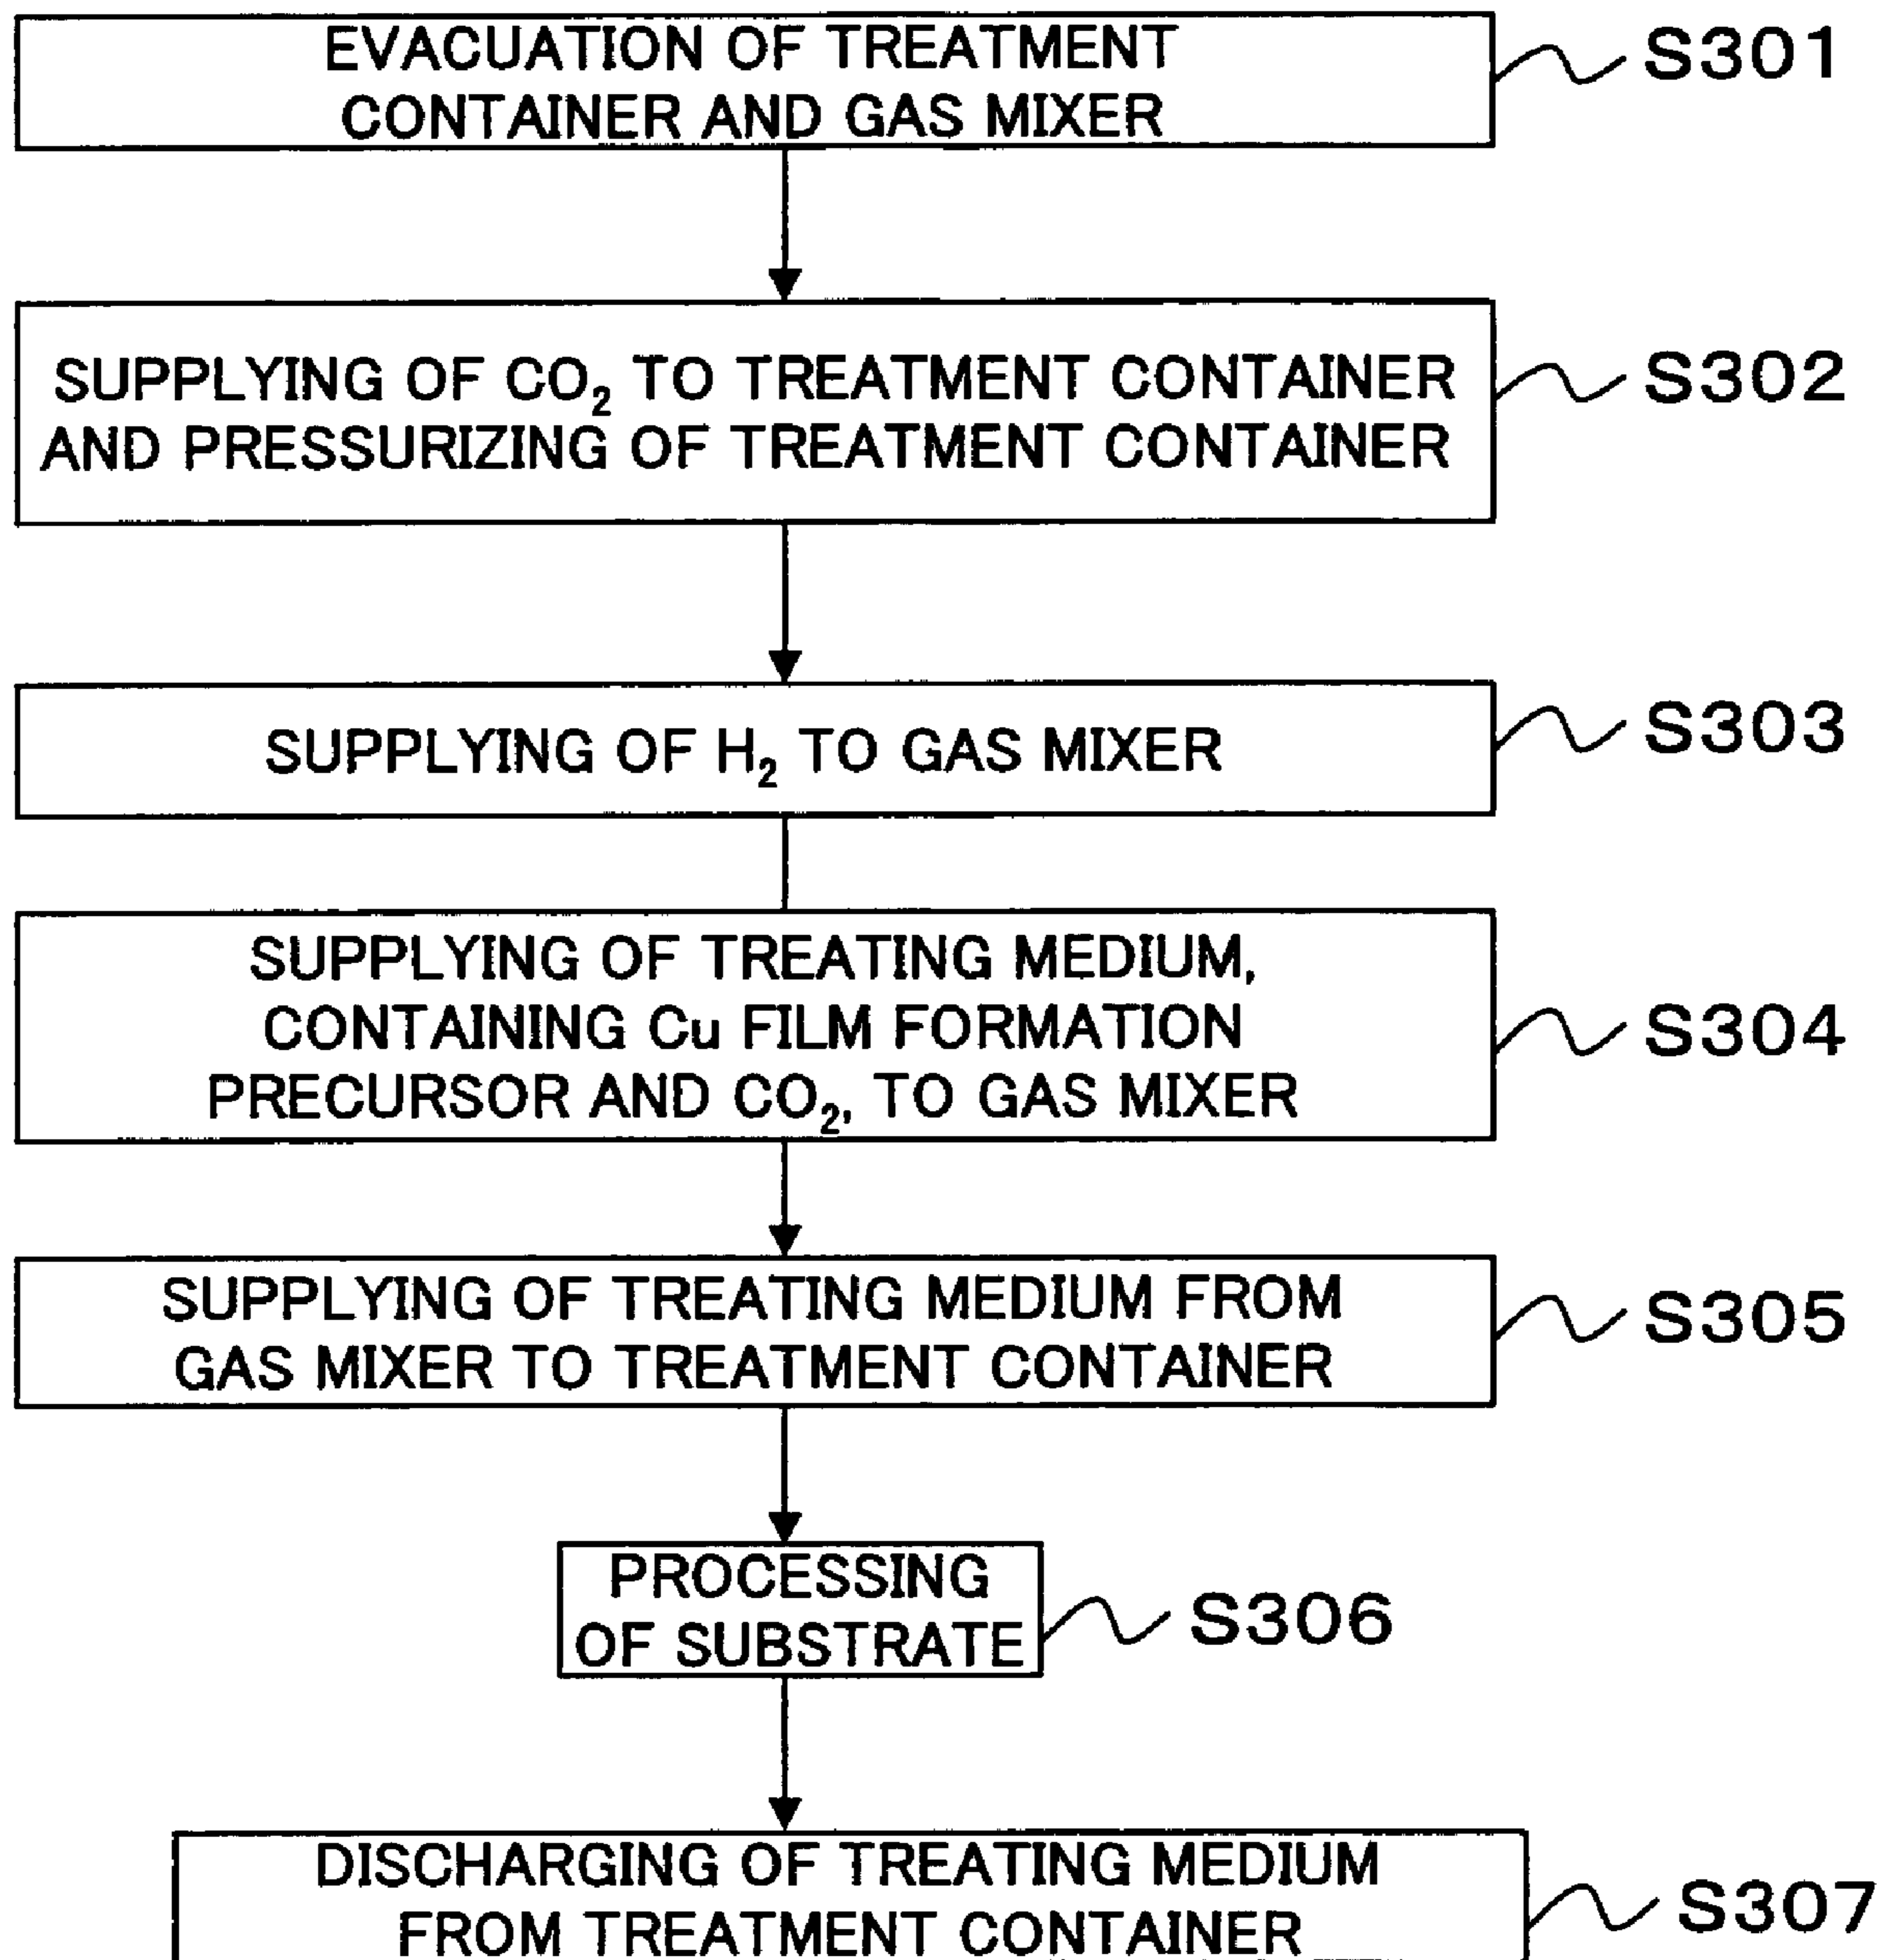 EVACUATION OF TREATMENT
CONTAINER AND GAS MIXER
S301
SUPPLYING OF CO₂ TO TREATMENT CONTAINER
AND PRESSURIZING OF TREATMENT CONTAINER
S302
SUPPLYING OF H₂ TO GAS MIXER
S303
SUPPLYING OF TREATING MEDIUM,
CONTAINING Cu FILM FORMATION
PRECURSOR AND CO₂, TO GAS MIXER
S304
SUPPLYING OF TREATING MEDIUM FROM
GAS MIXER TO TREATMENT CONTAINER
S305
PROCESSING
OF SUBSTRATE
S306
DISCHARGING OF TREATING MEDIUM
FROM TREATMENT CONTAINER
S307